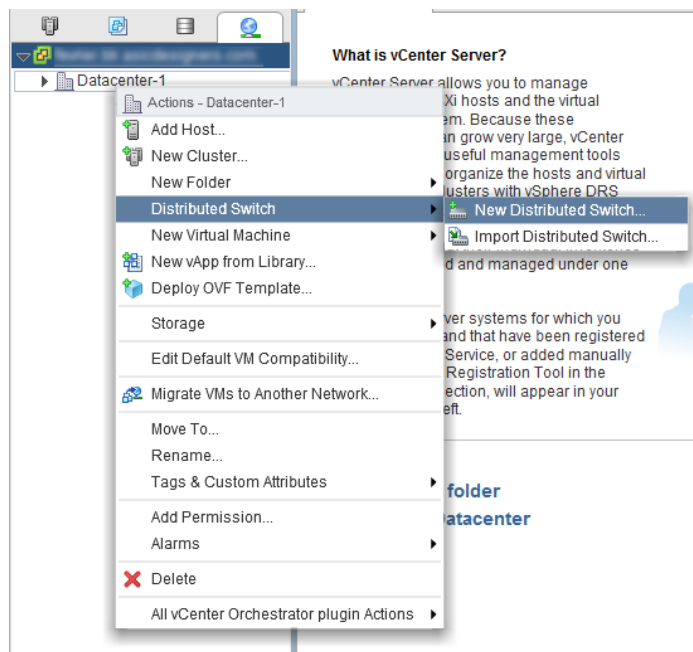 What is vCenter Server?
Datacenter-1
vCenter Server allows you to manage
Actions - Datacenter-1
Xi hosts and the virtual
Add Host...
em. Because these
an grow very large, vCenter
New Cluster...
useful management tools
organize the hosts and virtual
New Folder
lusters with vSphere DRS
Distributed Switch
New Distributed Switch...
New Virtual Machine
Import Distributed Switch...
New vApp from Library...
d and managed under one
Deploy OVF Template...
Storage
ver systems for which you
and that have been registered
Service, or added manually
Edit Default VM Compatibility...
Registration Tool in the
Migrate VMs to Another Network...
ection, will appear in your
eft.
Move To...
Rename...
Tags & Custom Attributes
folder
Add Permission...
atacenter
Alarms
Delete
All vCenter Orchestrator plugin Actions